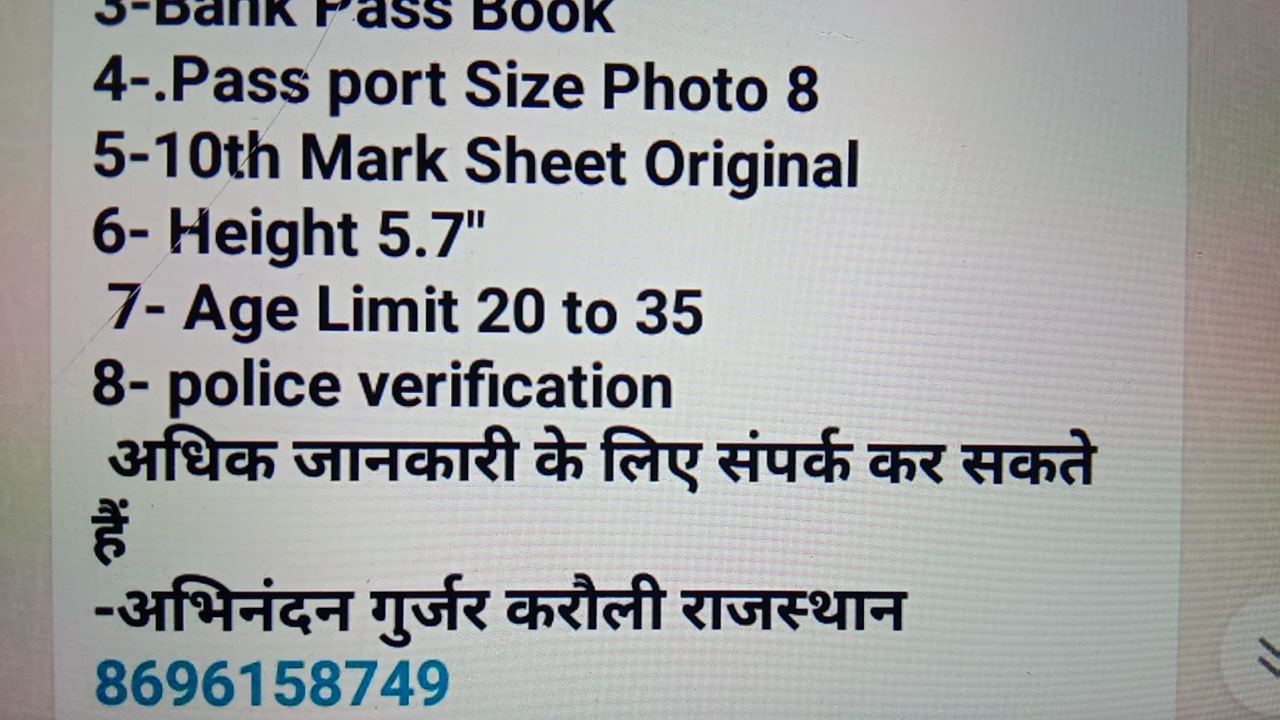 3-Bank Pass Book
4-.Pass port Size Photo 8
5-10th Mark Sheet Original
6- Height 5.7"
7- Age Limit 20 to 35
8- police verification
अधिक जानकारी के लिए संपर्क कर सकते
हैं
-अभिनंदन गुर्जर करौली राजस्थान
8696158749